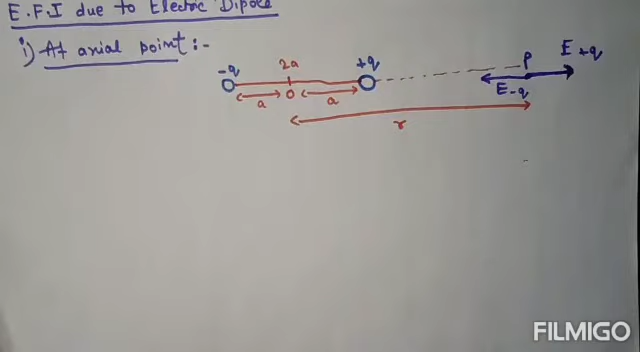 E.F.I due to Electric Dipole
i) At axial point :-
-q 2a +q P E+q
a O a E-q
r
FILMIGO